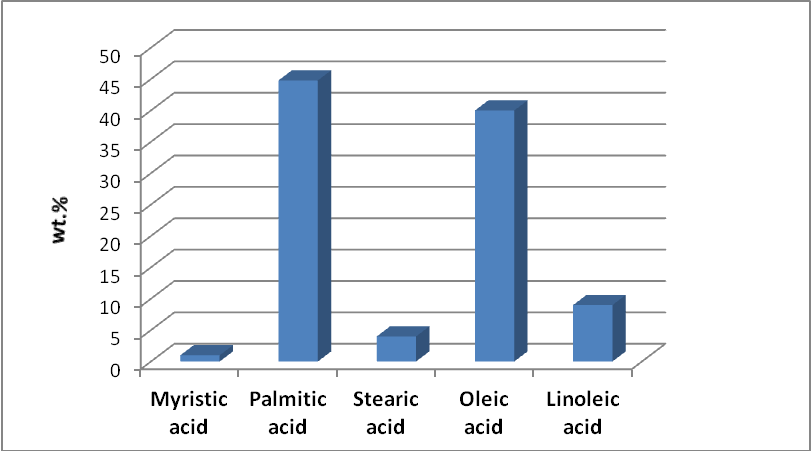 50
45
40
35
30
25
20
15
10
5
0
wt.%
Myristic acid
Palmitic acid
Stearic acid
Oleic acid
Linoleic acid